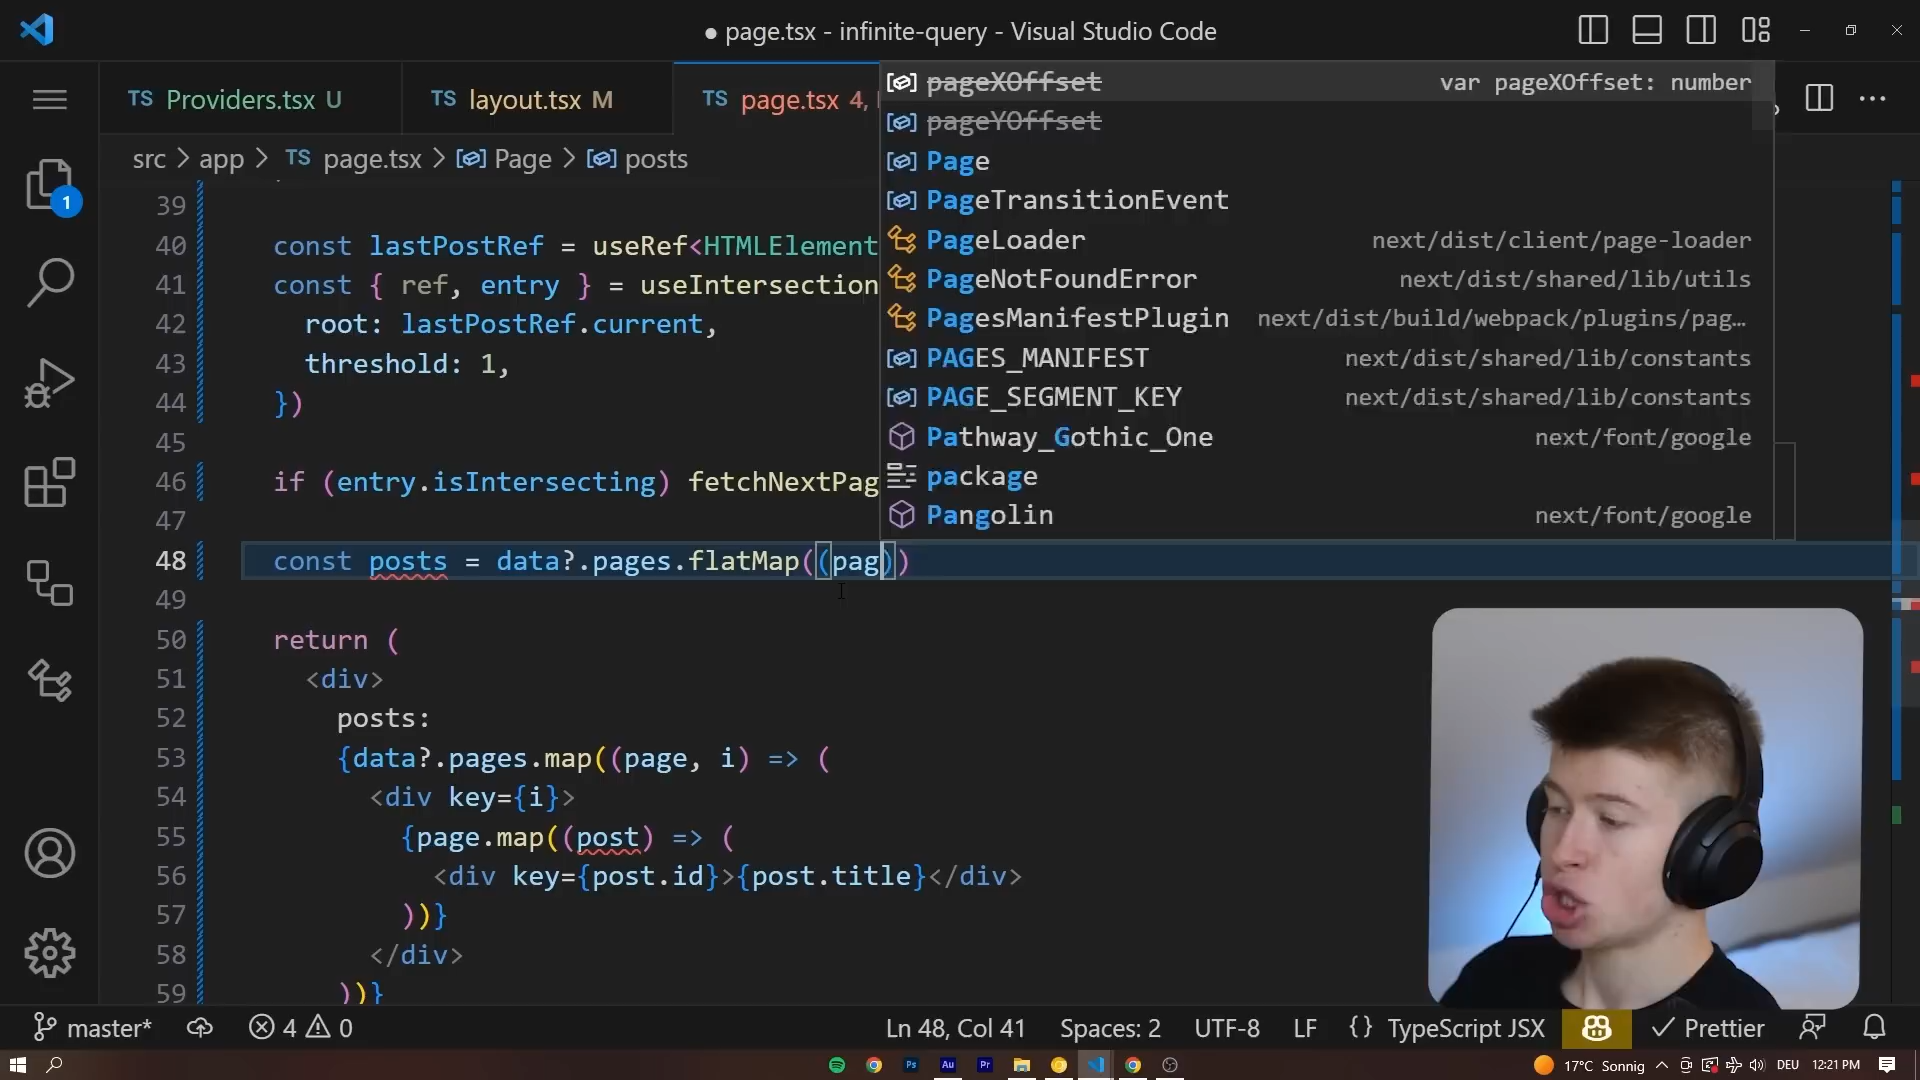 ● page.tsx - infinite-query - Visual Studio Code
TS Providers.tsx U
TS layout.tsx M
TS page.tsx 4,
src > app > TS page.tsx > Page > posts
pageXOffset var pageXOffset: number
pageYOffset
Page
PageTransitionEvent
PageLoader next/dist/client/page-loader
PageNotFoundError next/dist/shared/lib/utils
PagesManifestPlugin next/dist/build/webpack/plugins/pag…
PAGES_MANIFEST next/dist/shared/lib/constants
PAGE_SEGMENT_KEY next/dist/shared/lib/constants
Pathway_Gothic_One next/font/google
package
Pangolin next/font/google
1
39
40 const lastPostRef = useRef<HTMLElement
41 const { ref, entry } = useIntersection
42 root: lastPostRef.current,
43 threshold: 1,
44 })
45
46 if (entry.isIntersecting) fetchNextPag
47
48 const posts = data?.pages.flatMap((pag))
49
50 return (
51 <div>
52 posts:
53 {data?.pages.map((page, i) => (
54 <div key={i}>
55 {page.map((post) => (
56 <div key={post.id}>{post.title}</div>
57 ))}
58 </div>
59 ))}
master* 4 0 Ln 48, Col 41 Spaces: 2 UTF-8 LF {} TypeScript JSX Prettier
Ps Au Pr 17°C Sonnig DEU 12:21 PM